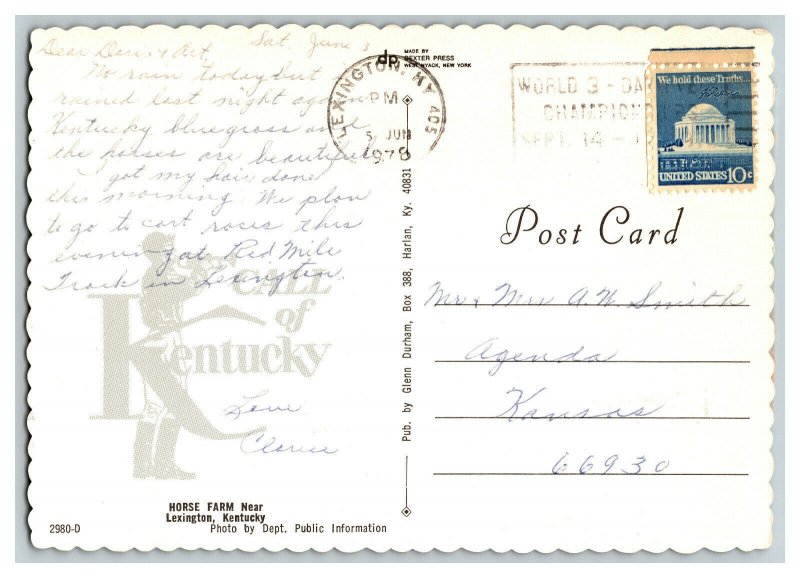 Dear Doris & Art, Sat. June 3
No rain today but
rained last night again
Kentucky bluegrass and
the horses are beautiful
got my hair done
this morning. We plan
to go to cart races this
evening at Red Mile
Track in Lexington.
Love
Clarice
CALL
of
Kentucky
HORSE FARM Near
Lexington, Kentucky
2980-D Photo by Dept. Public Information
dp MADE BY
DEXTER PRESS
WEST NYACK, NEW YORK
Pub. by Glenn Durham, Box 388, Harlan, Ky. 40831
LEXINGTON, KY 405
PM
3 JUN
1978
WORLD 3 - DA
CHAMPION
SEPT. 14 -
We hold these Truths...
UNITED STATES 10c
Post Card
Mr & Mrs A. W. Smith
Agenda
Kansas
66930